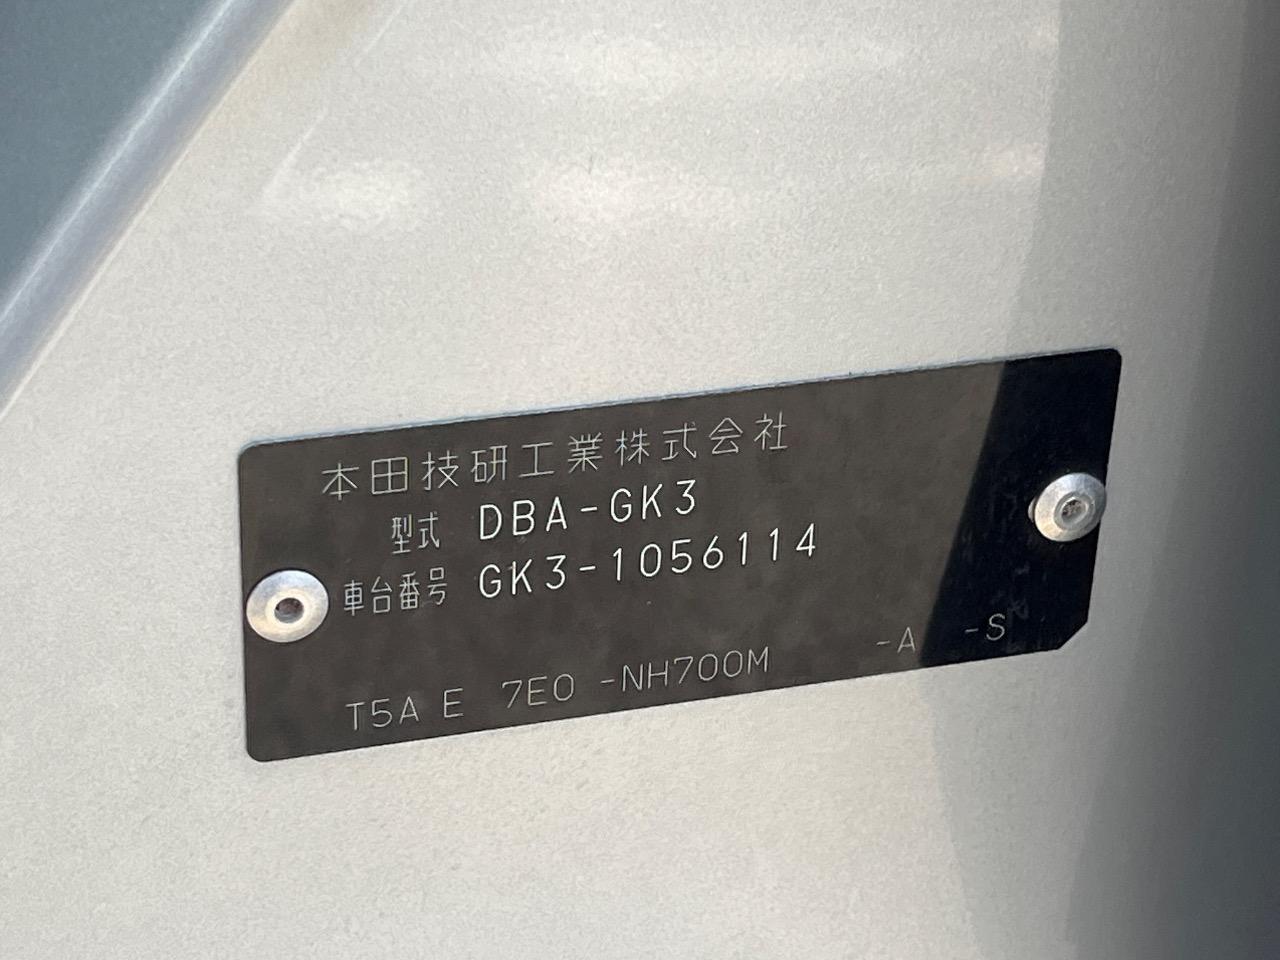 本田技研工業株式会社
型式 DBA-GK3
車台番号 GK3-1056114
T5A E 7E0 -NH700M -A -S